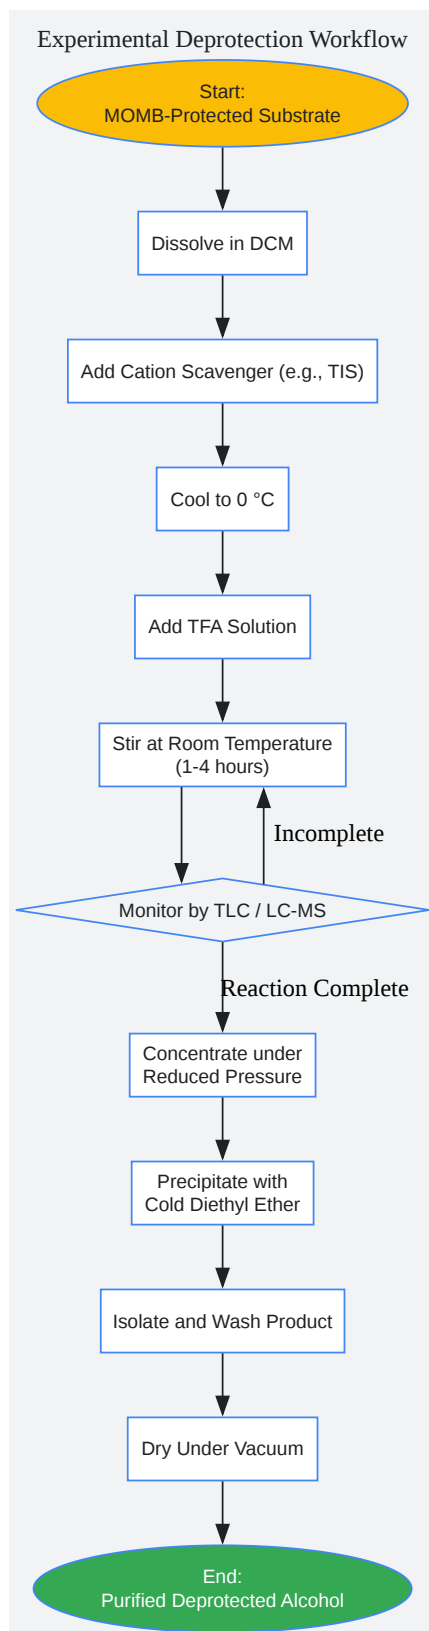 Experimental Deprotection Workflow
Start:
MOMB-Protected Substrate
Dissolve in DCM
Add Cation Scavenger (e.g., TIS)
Cool to 0 °C
Add TFA Solution
Stir at Room Temperature
(1-4 hours)
Incomplete
Monitor by TLC / LC-MS
Reaction Complete
Concentrate under
Reduced Pressure
Precipitate with
Cold Diethyl Ether
Isolate and Wash Product
Dry Under Vacuum
End:
Purified Deprotected Alcohol